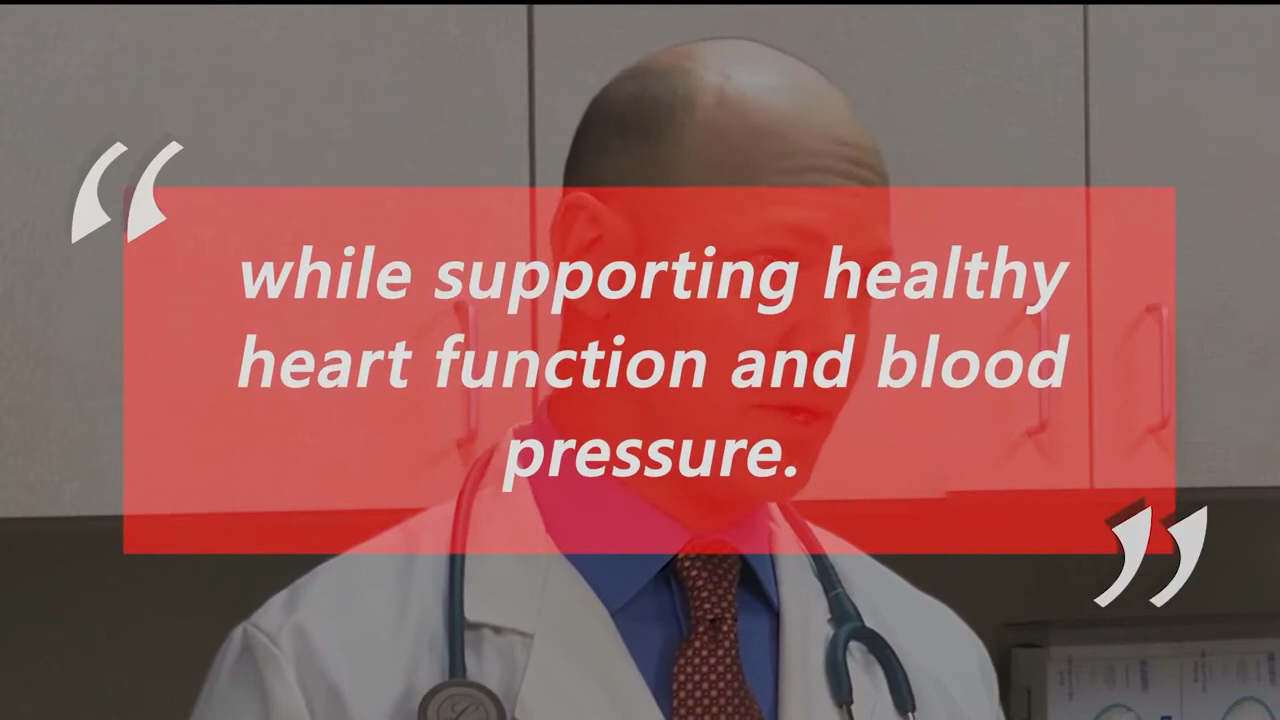 while supporting healthy
heart function and blood
pressure.